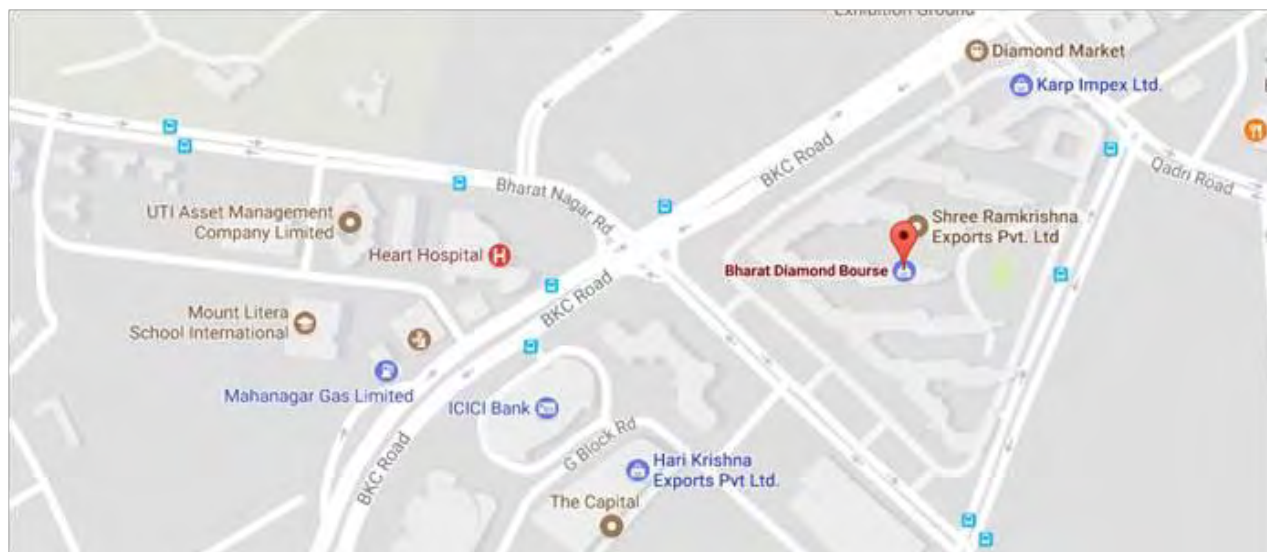 Exhibition Ground
Diamond Market
Karp Impex Ltd.
BKC Road
Qadri Road
Bharat Nagar Rd
UTI Asset Management
Company Limited
Shree Ramkrishna
Exports Pvt. Ltd
Heart Hospital
H
Bharat Diamond Bourse
BKC Road
Mount Litera
School International
Mahanagar Gas Limited
ICICI Bank
G Block Rd
BKC Road
Hari Krishna
Exports Pvt Ltd.
The Capital